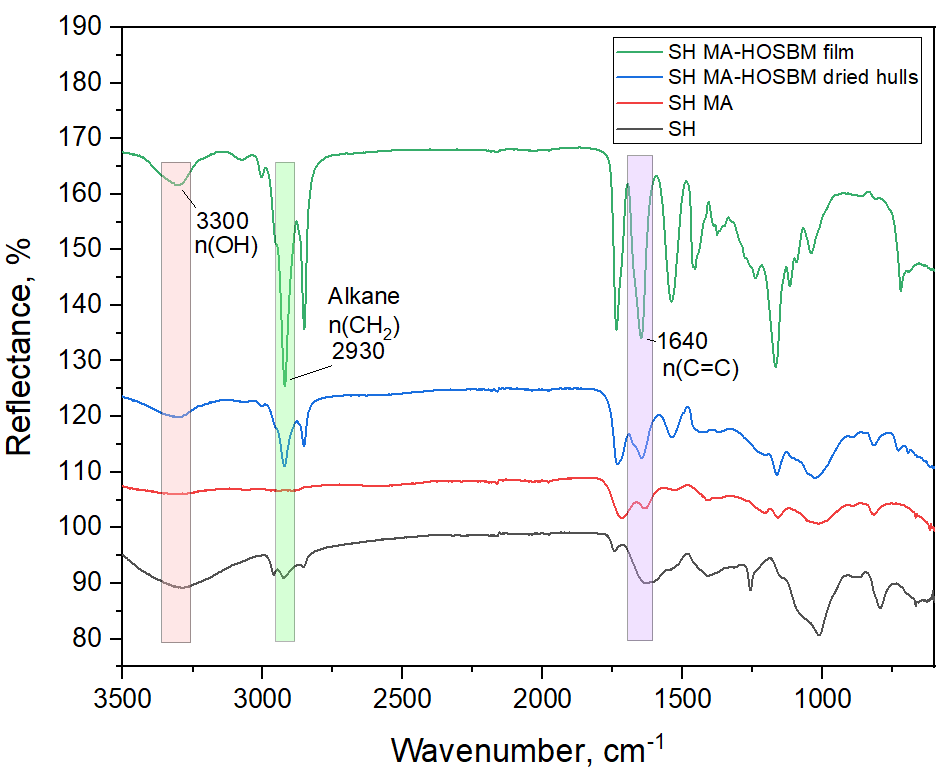 190
180
170
160
150
140
130
120
110
100
90
80
Reflectance, %
SH MA-HOSBM film
SH MA-HOSBM dried hulls
SH MA
SH
3300
n(OH)
Alkane
n(CH₂)
2930
1640
n(C=C)
3500 3000 2500 2000 1500 1000
Wavenumber, cm⁻¹